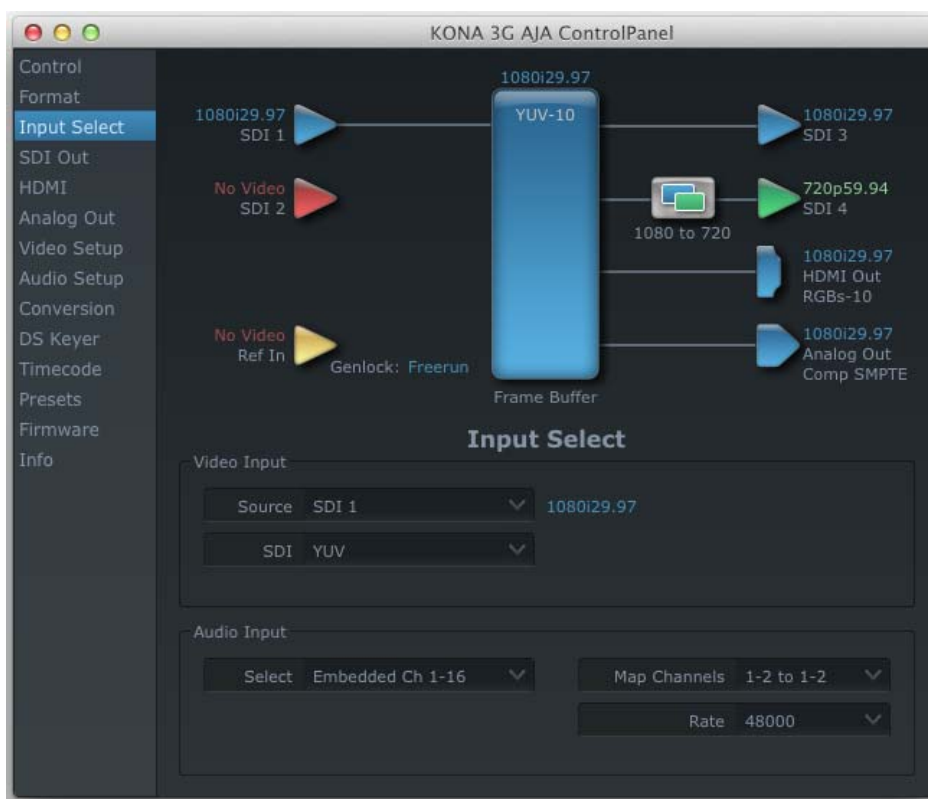 KONA 3G AJA ControlPanel
Control
Format
Input Select
SDI Out
HDMI
Analog Out
Video Setup
Audio Setup
Conversion
DS Keyer
Timecode
Presets
Firmware
Info
1080i29.97
YUV-10
Frame Buffer
1080i29.97
SDI 1
No Video
SDI 2
No Video
Ref In
Genlock: Freerun
1080i29.97
SDI 3
1080 to 720
720p59.94
SDI 4
1080i29.97
HDMI Out
RGBs-10
1080i29.97
Analog Out
Comp SMPTE
Input Select
Video Input
Source SDI 1 1080i29.97
SDI YUV
Audio Input
Select Embedded Ch 1-16 Map Channels 1-2 to 1-2
Rate 48000